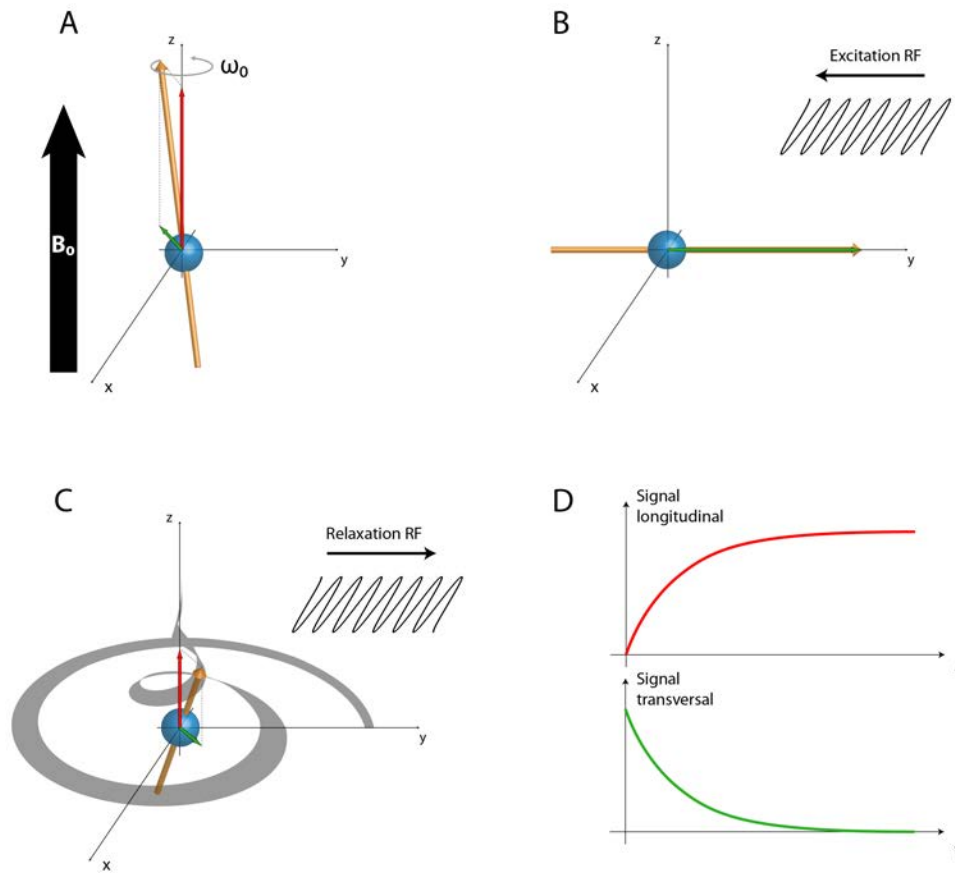 A
z
ω₀
B₀
y
x
B
z
Excitation RF
y
x
C
z
Relaxation RF
y
x
D
Signal
longitudinal
Signal
transversal